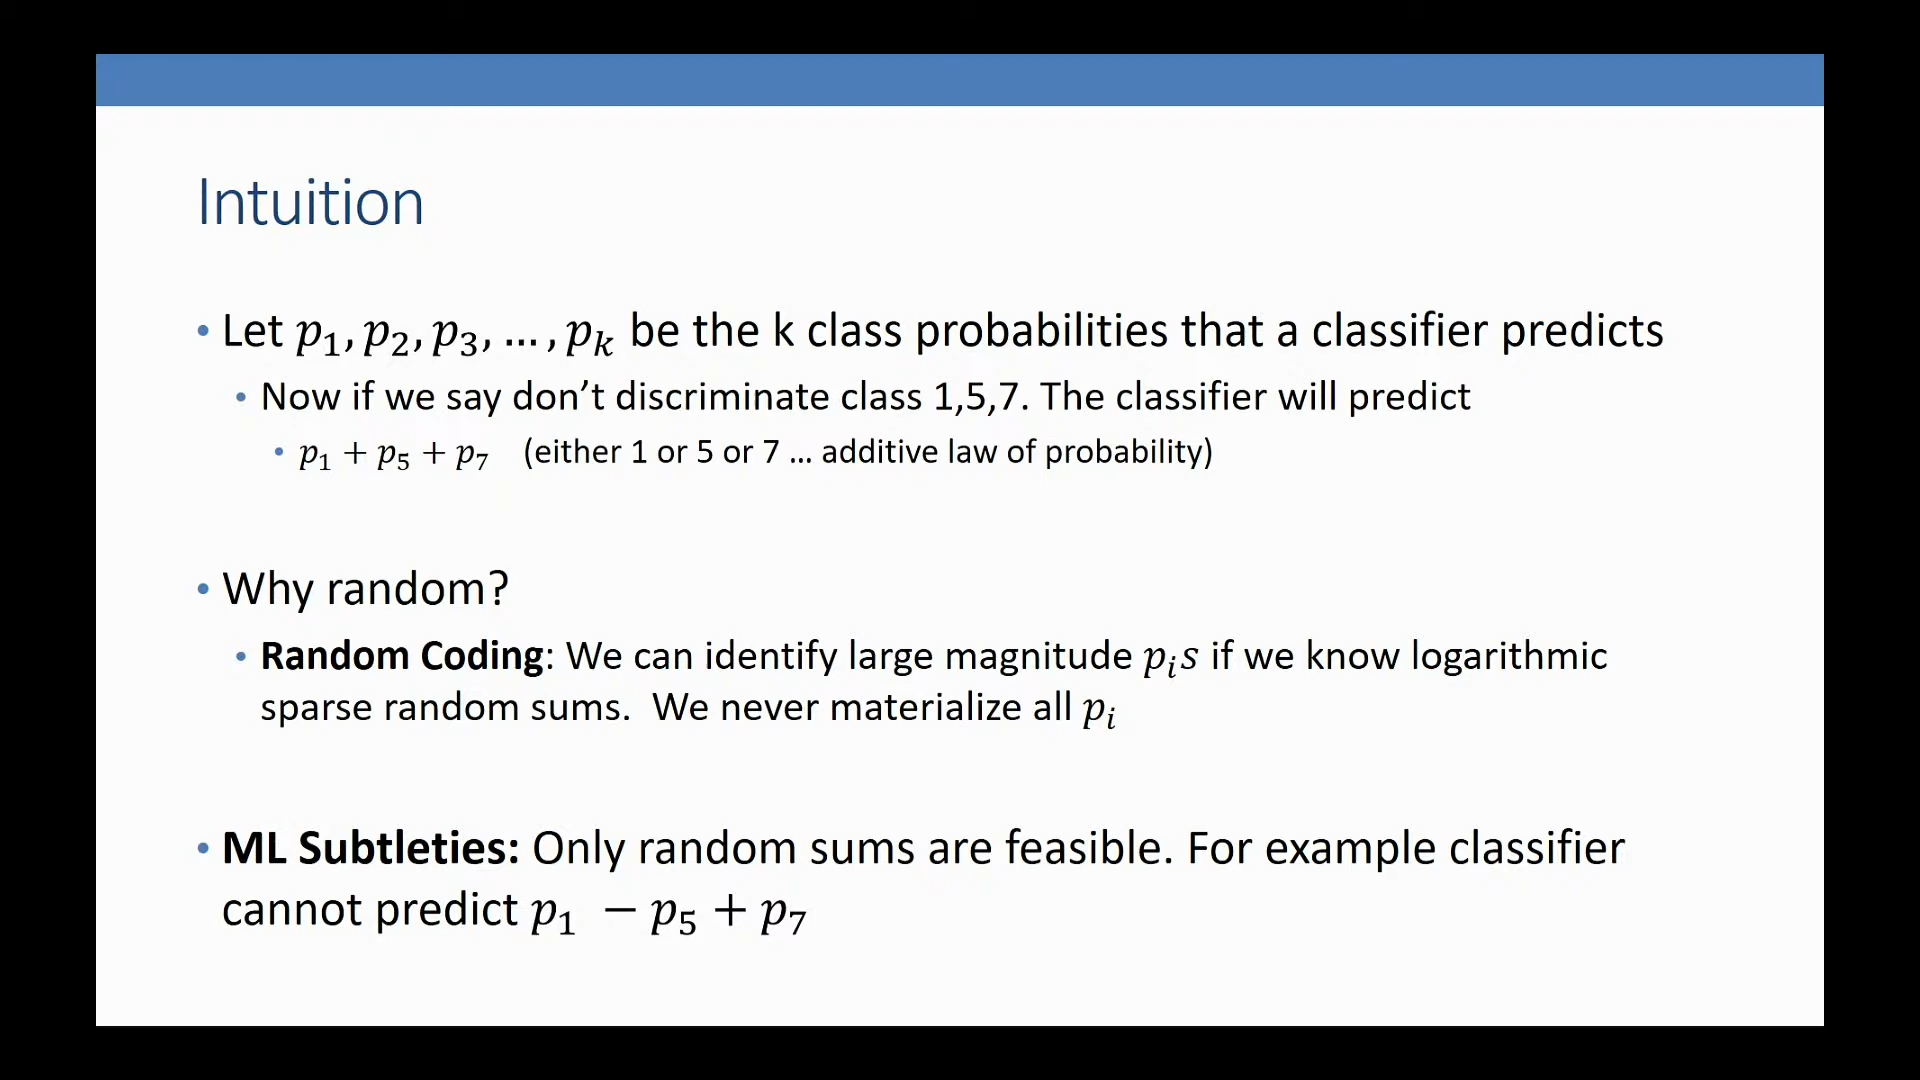 Intuition
• Let p₁, p₂, p₃, … , pₖ be the k class probabilities that a classifier predicts
• Now if we say don’t discriminate class 1,5,7. The classifier will predict
• p₁ + p₅ + p₇ (either 1 or 5 or 7 … additive law of probability)
• Why random?
• Random Coding: We can identify large magnitude pᵢs if we know logarithmic
sparse random sums. We never materialize all pᵢ
• ML Subtleties: Only random sums are feasible. For example classifier
cannot predict p₁ − p₅ + p₇